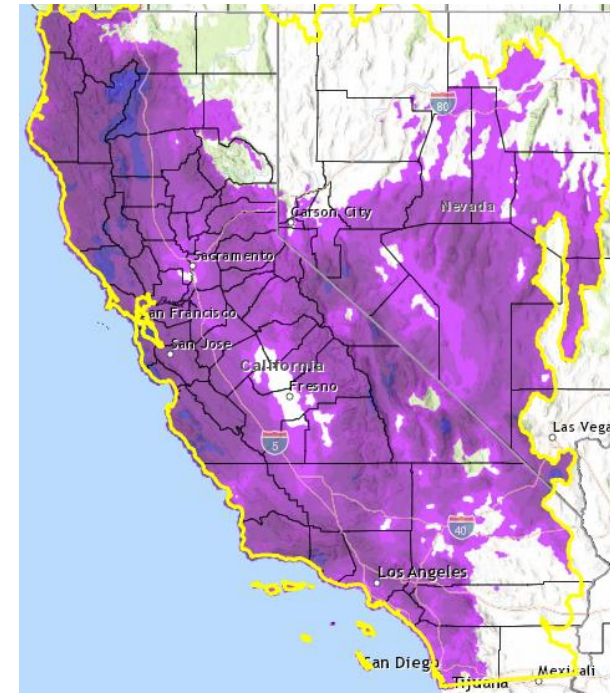 80
Carson City
Nevada
Sacramento
an Francisco
San Jose
California
Fresno
5
Las Vega
40
Los Angeles
San Diego
Tijuana
Mexicali